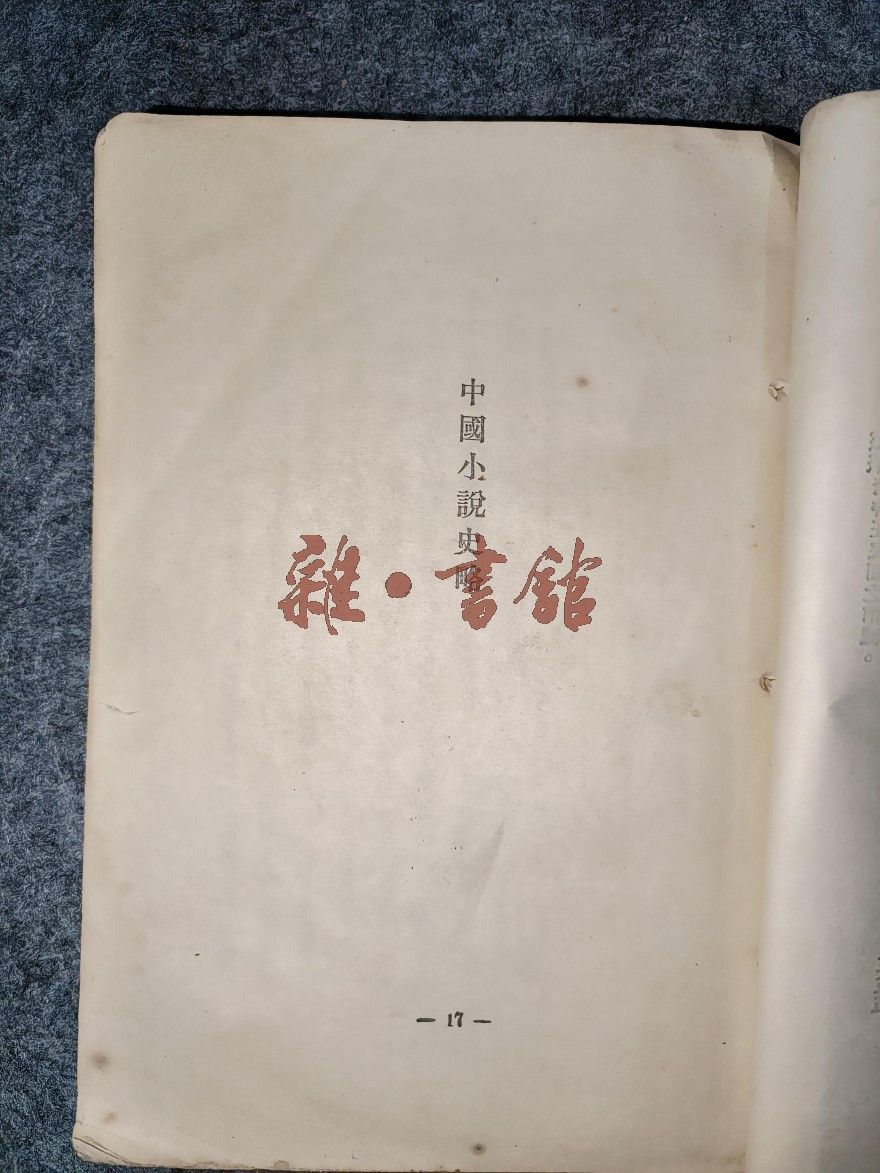 中國小說史略
雜·書館
— 17 —